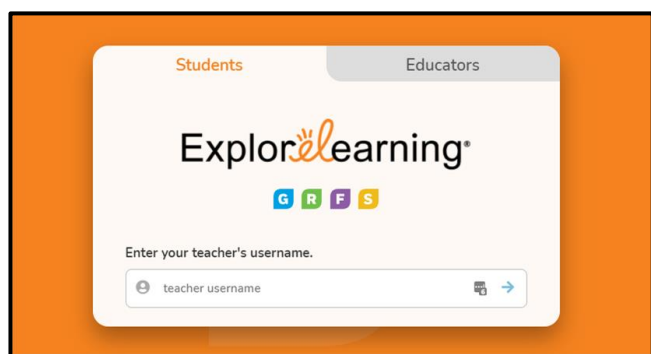 Students
Educators
Explorelearning®
G R F S
Enter your teacher's username.
teacher username